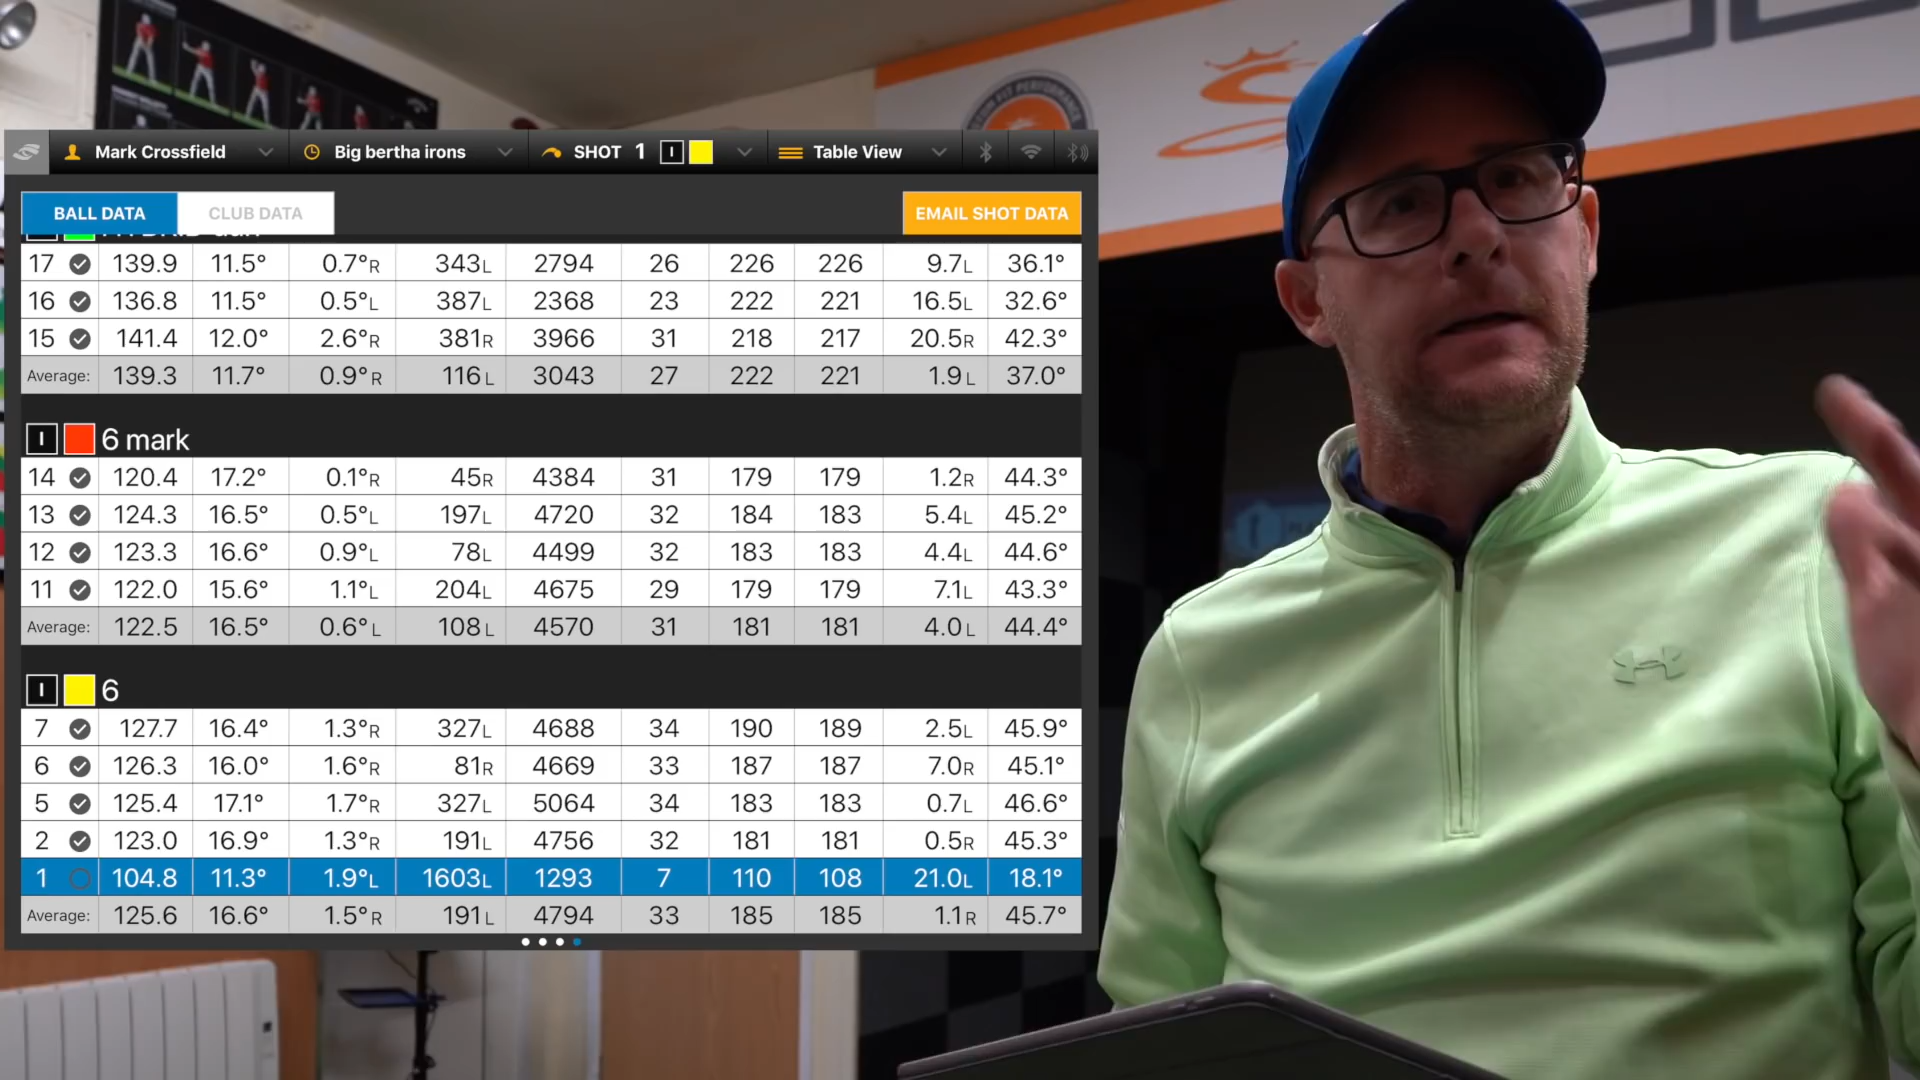 CUSTOM FIT PERFORMANCE
Mark Crossfield Big bertha irons SHOT 1 I Table View
BALL DATA CLUB DATA EMAIL SHOT DATA
17 139.9 11.5° 0.7°R 343L 2794 26 226 226 9.7L 36.1°
16 136.8 11.5° 0.5°L 387L 2368 23 222 221 16.5L 32.6°
15 141.4 12.0° 2.6°R 381R 3966 31 218 217 20.5R 42.3°
Average: 139.3 11.7° 0.9°R 116L 3043 27 222 221 1.9L 37.0°
I 6 mark
14 120.4 17.2° 0.1°R 45R 4384 31 179 179 1.2R 44.3°
13 124.3 16.5° 0.5°L 197L 4720 32 184 183 5.4L 45.2°
12 123.3 16.6° 0.9°L 78L 4499 32 183 183 4.4L 44.6°
11 122.0 15.6° 1.1°L 204L 4675 29 179 179 7.1L 43.3°
Average: 122.5 16.5° 0.6°L 108L 4570 31 181 181 4.0L 44.4°
I 6
7 127.7 16.4° 1.3°R 327L 4688 34 190 189 2.5L 45.9°
6 126.3 16.0° 1.6°R 81R 4669 33 187 187 7.0R 45.1°
5 125.4 17.1° 1.7°R 327L 5064 34 183 183 0.7L 46.6°
2 123.0 16.9° 1.3°R 191L 4756 32 181 181 0.5R 45.3°
1 104.8 11.3° 1.9°L 1603L 1293 7 110 108 21.0L 18.1°
Average: 125.6 16.6° 1.5°R 191L 4794 33 185 185 1.1R 45.7°